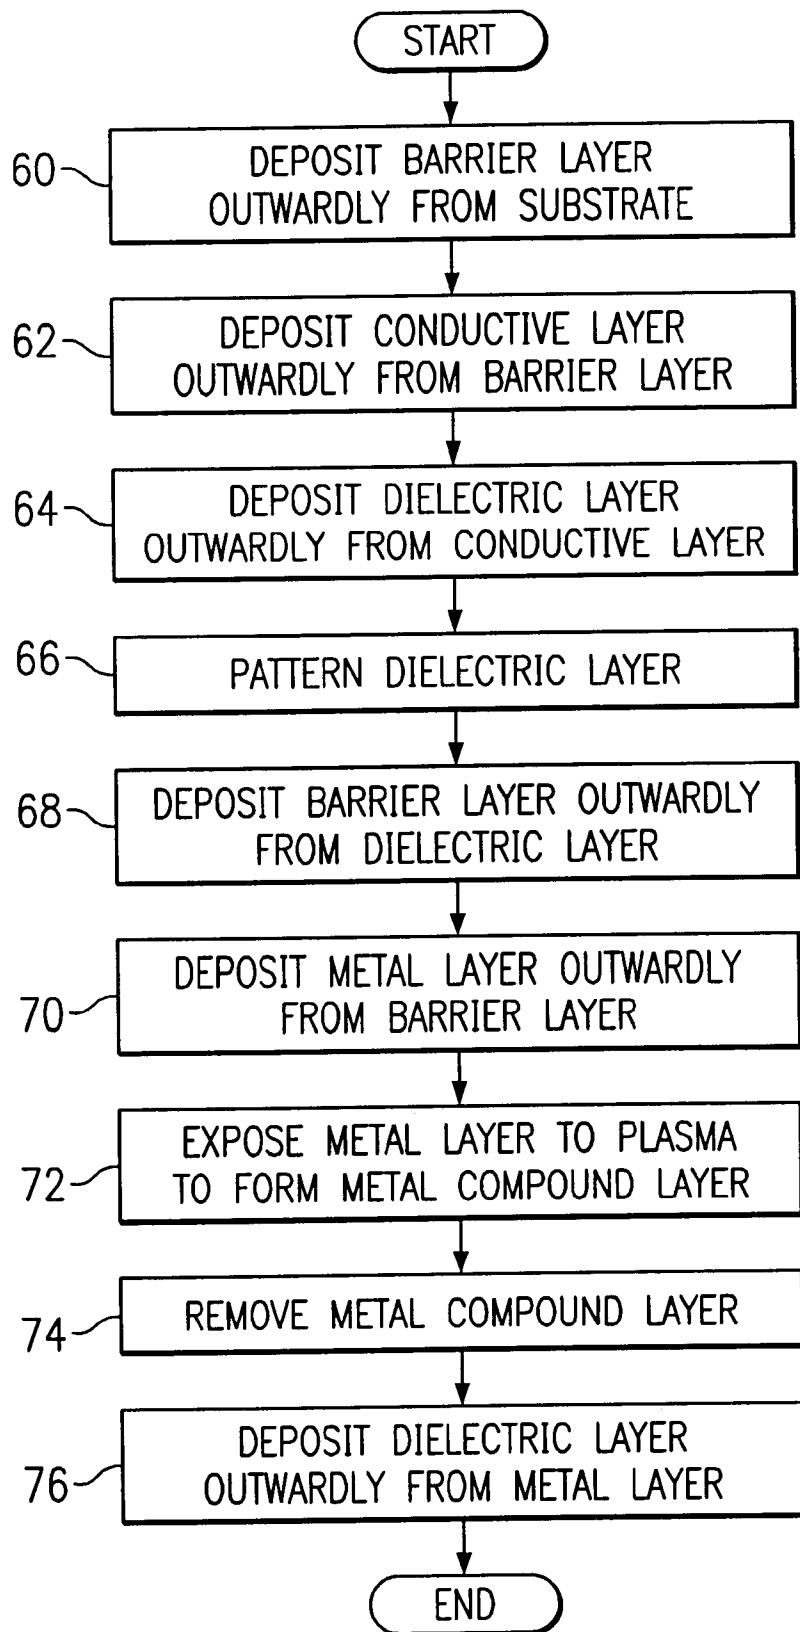 START
60
DEPOSIT BARRIER LAYER
OUTWARDLY FROM SUBSTRATE
62
DEPOSIT CONDUCTIVE LAYER
OUTWARDLY FROM BARRIER LAYER
64
DEPOSIT DIELECTRIC LAYER
OUTWARDLY FROM CONDUCTIVE LAYER
66
PATTERN DIELECTRIC LAYER
68
DEPOSIT BARRIER LAYER OUTWARDLY
FROM DIELECTRIC LAYER
70
DEPOSIT METAL LAYER OUTWARDLY
FROM BARRIER LAYER
72
EXPOSE METAL LAYER TO PLASMA
TO FORM METAL COMPOUND LAYER
74
REMOVE METAL COMPOUND LAYER
76
DEPOSIT DIELECTRIC LAYER
OUTWARDLY FROM METAL LAYER
END